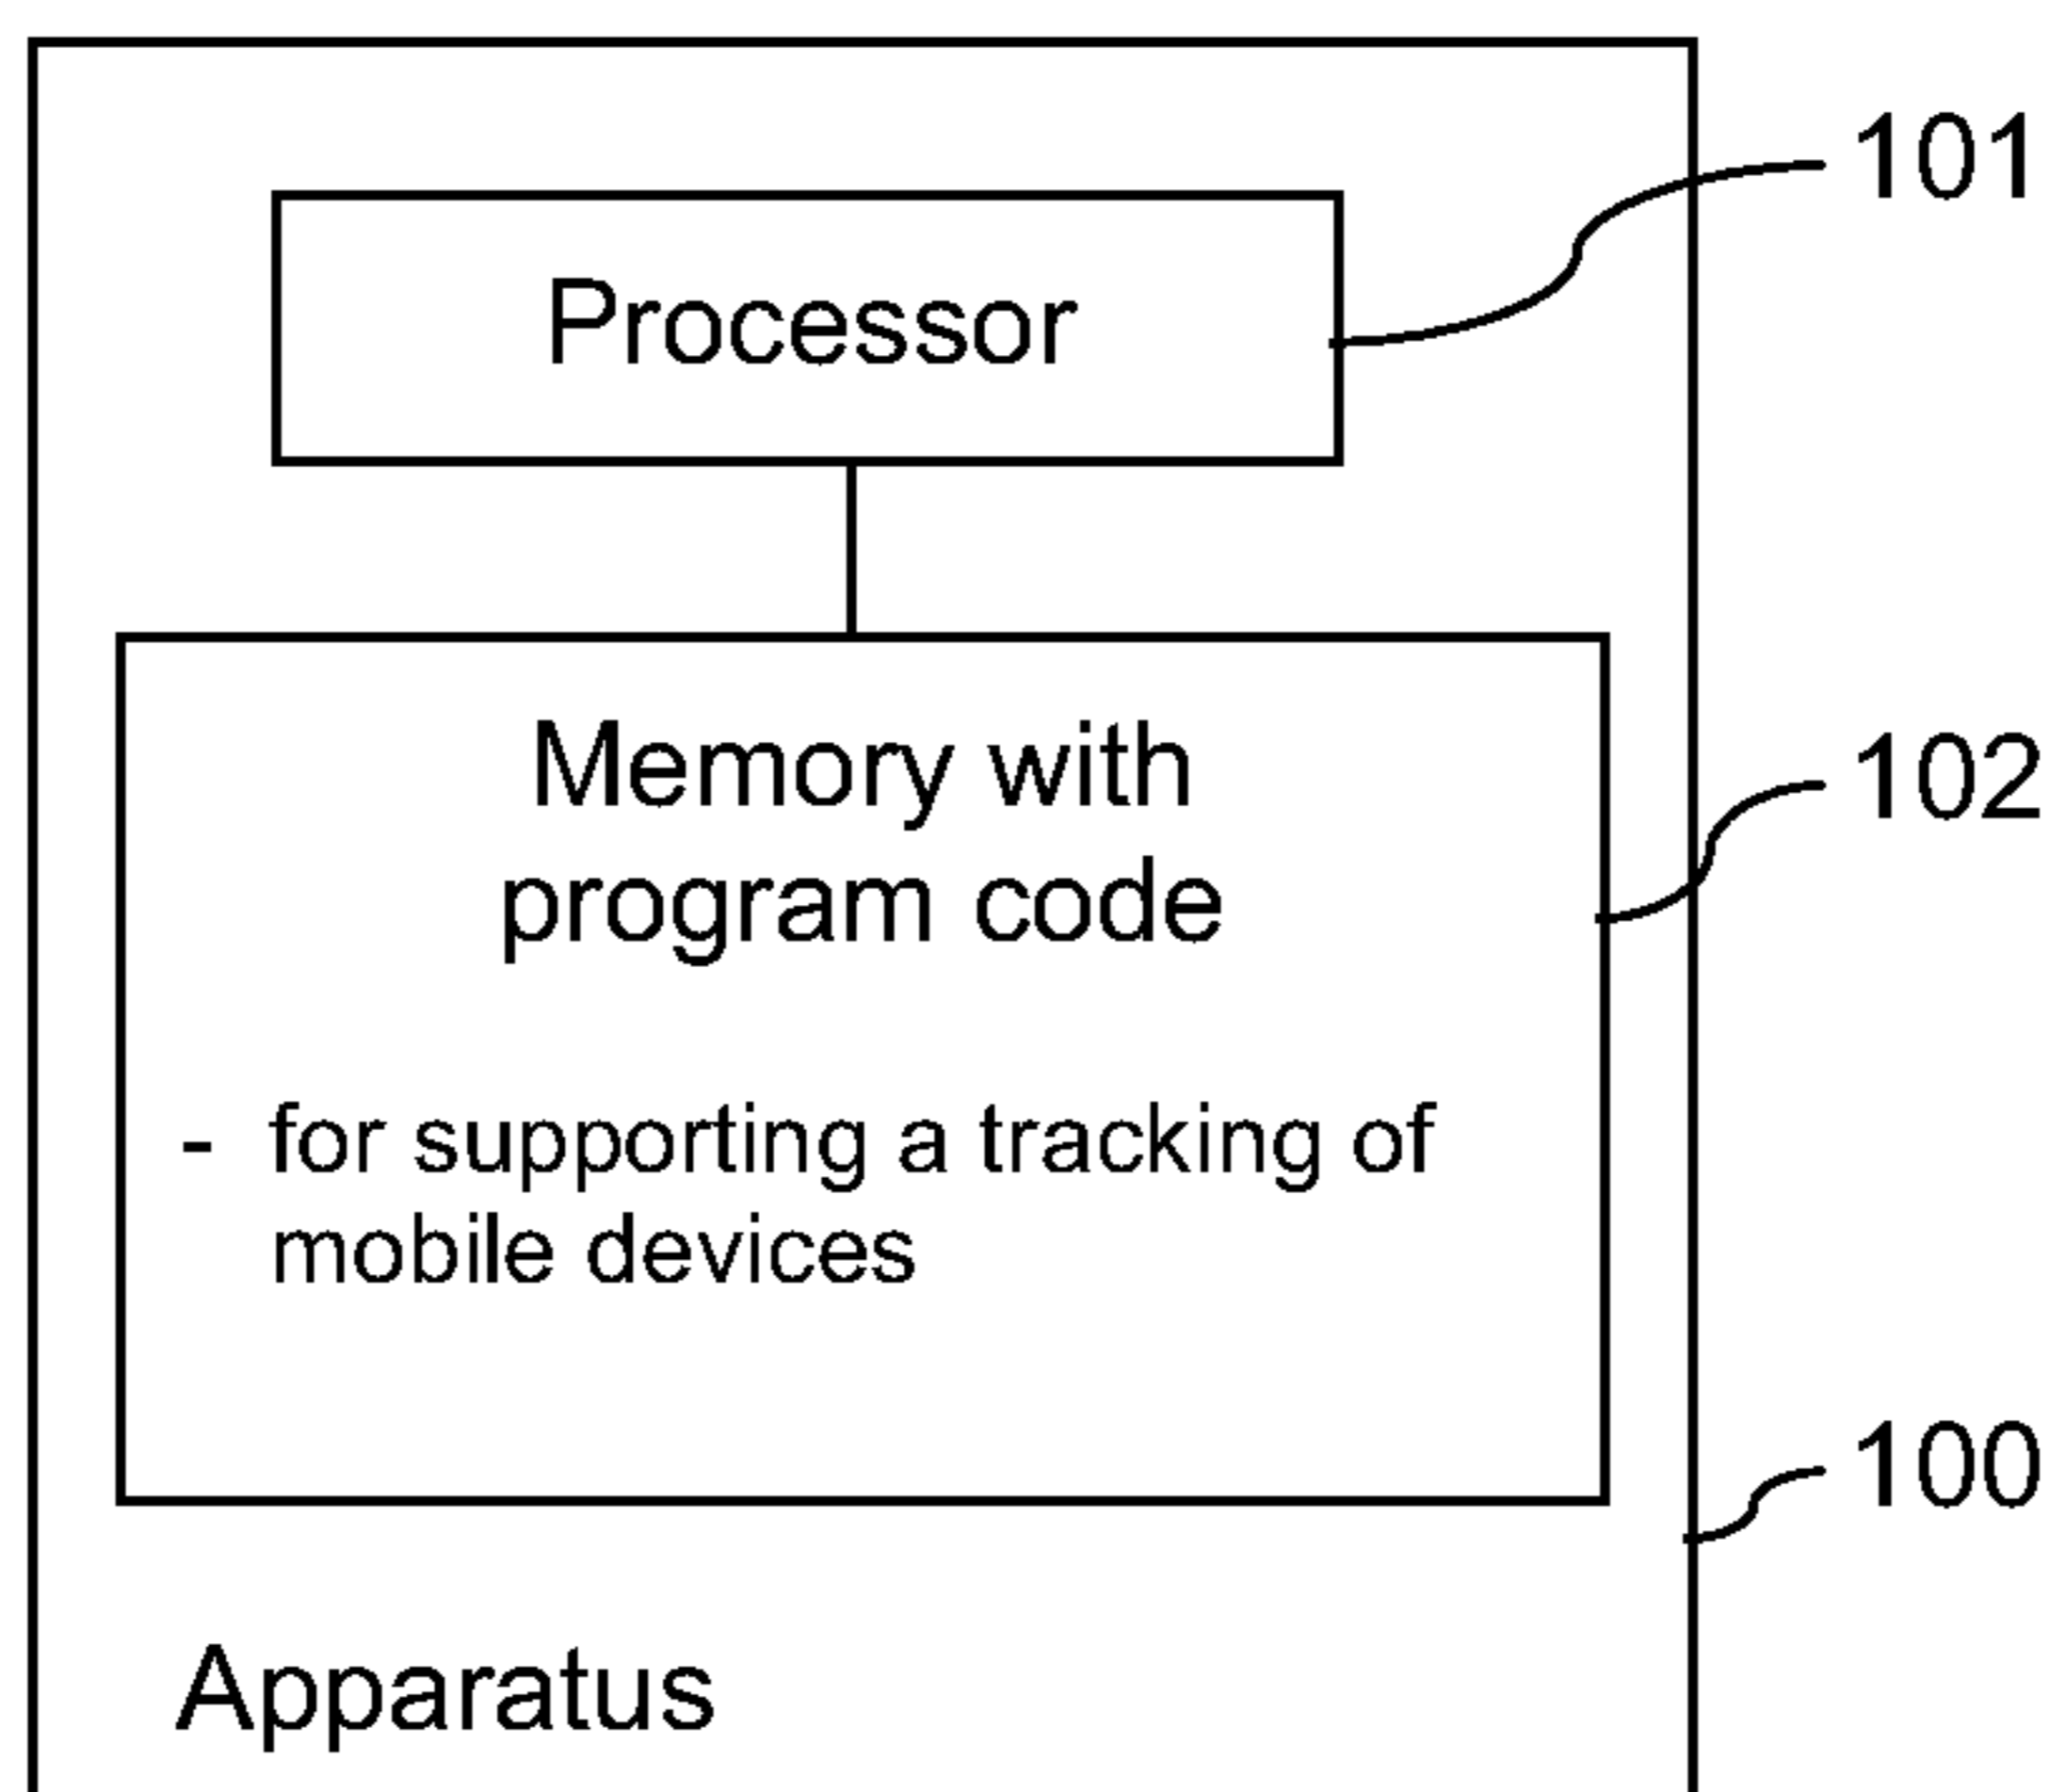 101
Processor
Memory with
program code
102
- for supporting a tracking of
mobile devices
100
Apparatus